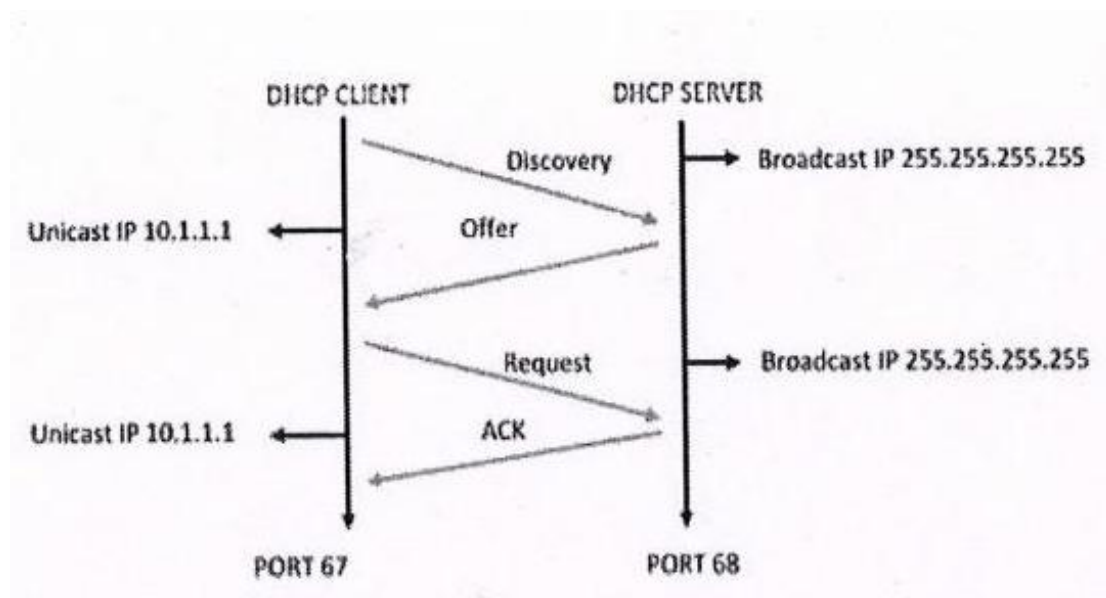 DHCP CLIENT
DHCP SERVER
Discovery
Broadcast IP 255.255.255.255
Unicast IP 10.1.1.1
Offer
Request
Broadcast IP 255.255.255.255
Unicast IP 10.1.1.1
ACK
PORT 67
PORT 68